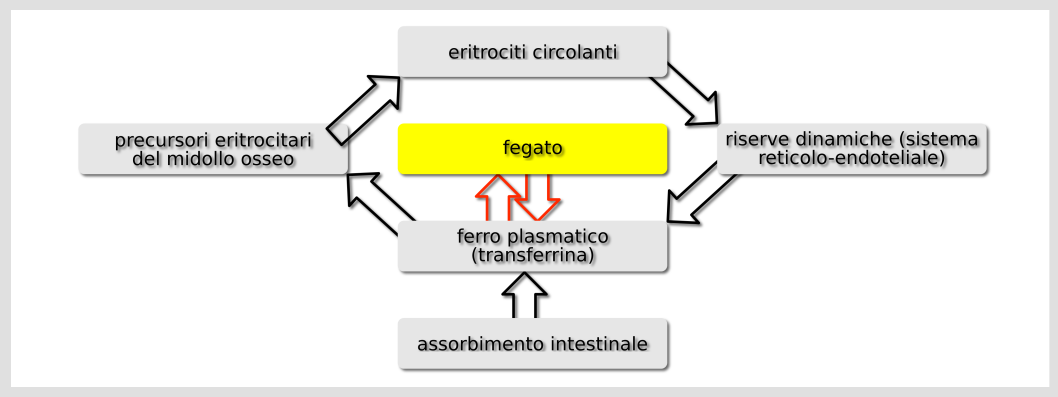 eritrociti circolanti
precursori eritrocitari
del midollo osseo
fegato
riserve dinamiche (sistema
reticolo-endoteliale)
ferro plasmatico
(transferrina)
assorbimento intestinale